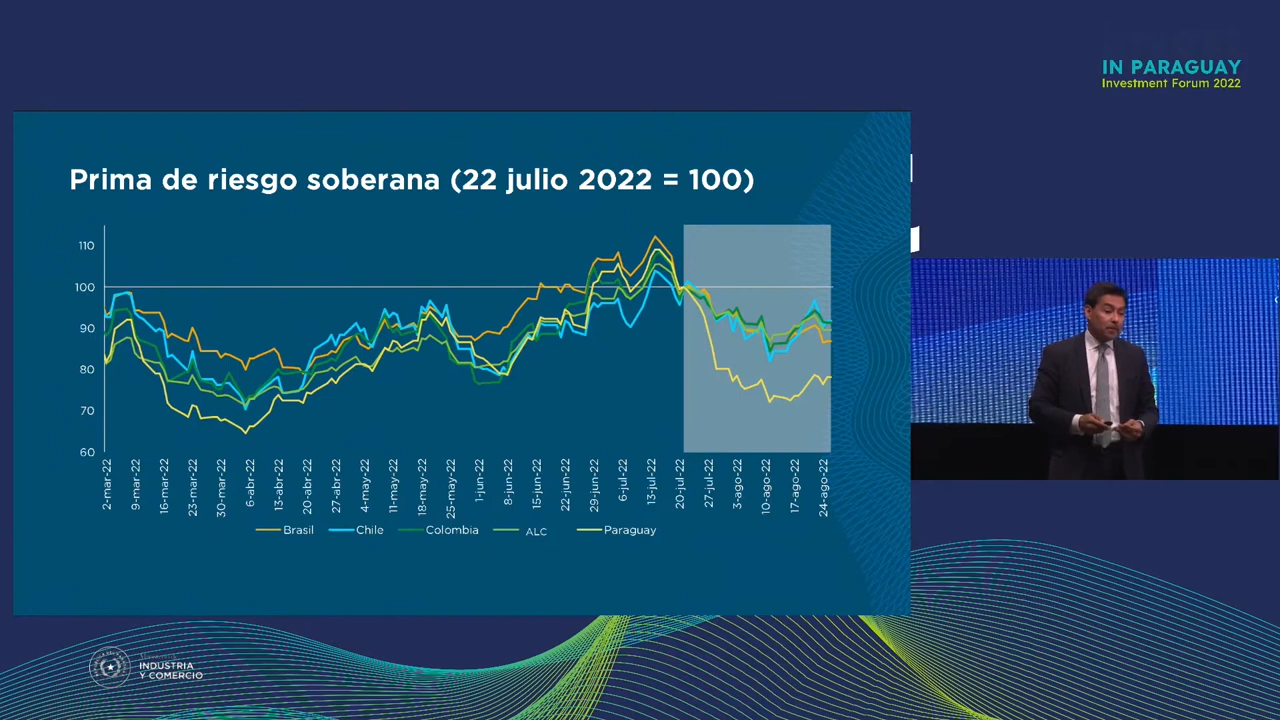 IN PARAGUAY
Investment Forum 2022
Prima de riesgo soberana (22 julio 2022 = 100)
110
100
90
80
70
60
2-mar-22
9-mar-22
16-mar-22
23-mar-22
30-mar-22
6-abr-22
13-abr-22
20-abr-22
27-abr-22
4-may-22
11-may-22
18-may-22
25-may-22
1-jun-22
8-jun-22
15-jun-22
22-jun-22
29-jun-22
6-jul-22
13-jul-22
20-jul-22
27-jul-22
3-ago-22
10-ago-22
17-ago-22
24-ago-22
Brasil
Chile
Colombia
ALC
Paraguay
INDUSTRIA
Y COMERCIO